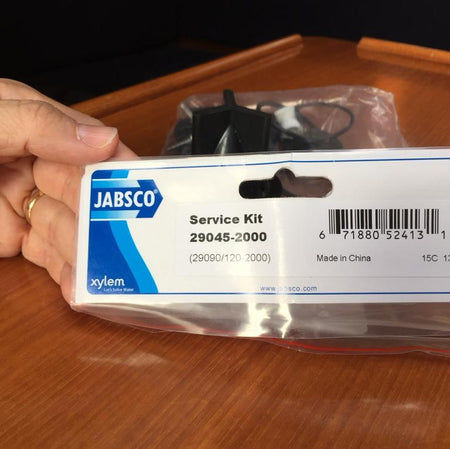 JABSCO®
Service Kit
29045-2000
(29090/120-2000)
6 71880 52413 1
Made in China 15C
xylem
Let's Solve Water
www.jabsco.com